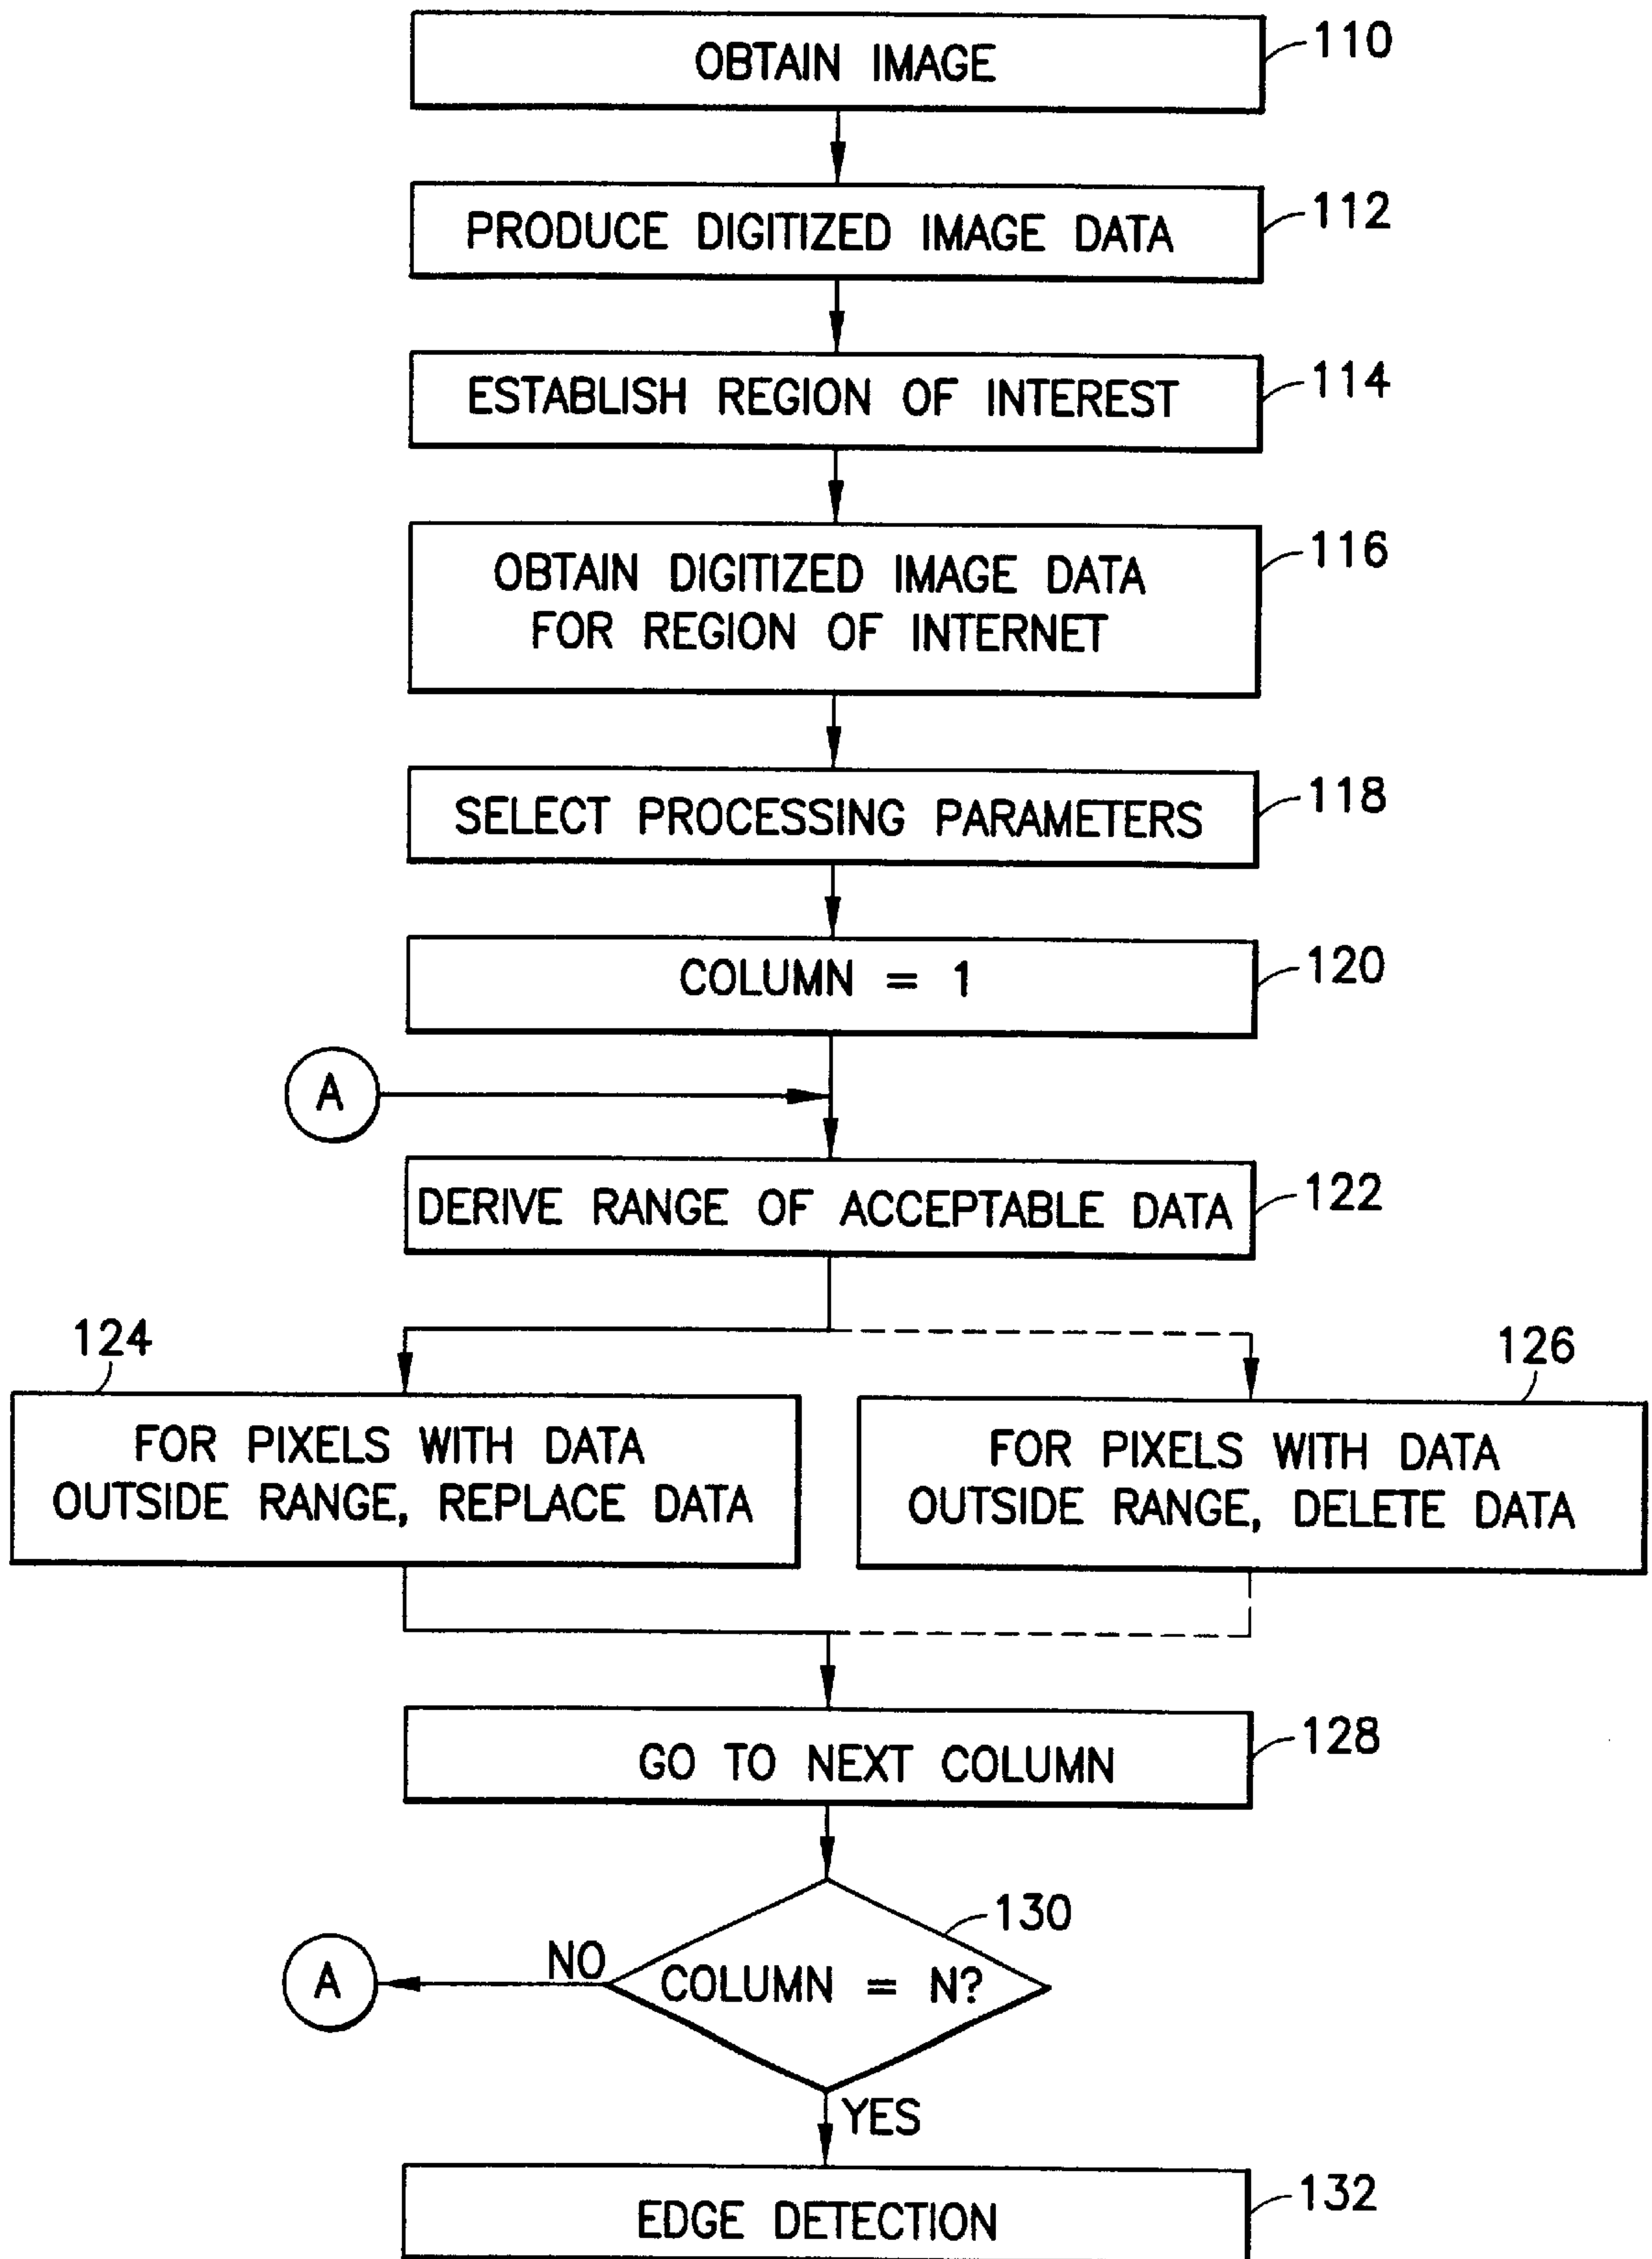 OBTAIN IMAGE
110
PRODUCE DIGITIZED IMAGE DATA
112
ESTABLISH REGION OF INTEREST
114
OBTAIN DIGITIZED IMAGE DATA
FOR REGION OF INTERNET
116
SELECT PROCESSING PARAMETERS
118
COLUMN = 1
120
A
DERIVE RANGE OF ACCEPTABLE DATA
122
124
FOR PIXELS WITH DATA
OUTSIDE RANGE, REPLACE DATA
126
FOR PIXELS WITH DATA
OUTSIDE RANGE, DELETE DATA
GO TO NEXT COLUMN
128
130
COLUMN = N?
NO
A
YES
EDGE DETECTION
132